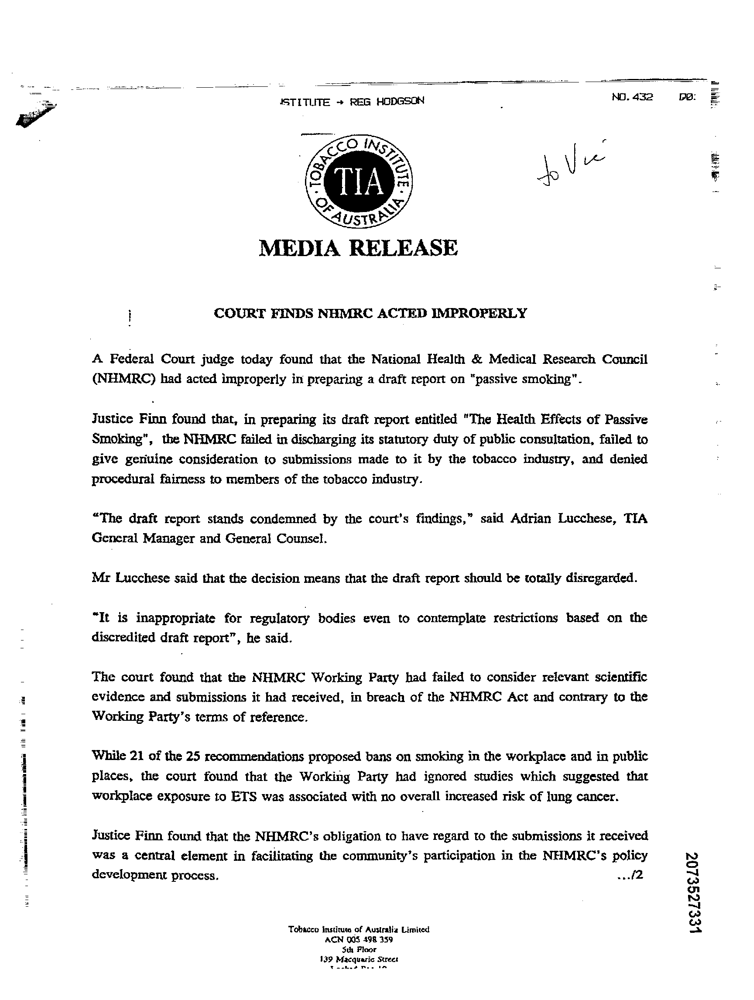 STITUTE → REG HODGSON NO. 432 D0:
to Vic
TOBACCO INSTITUTE
TIA
OF AUSTRALIA
MEDIA RELEASE
COURT FINDS NHMRC ACTED IMPROPERLY
A Federal Court judge today found that the National Health & Medical Research Council
(NHMRC) had acted improperly in preparing a draft report on "passive smoking".
Justice Finn found that, in preparing its draft report entitled "The Health Effects of Passive
Smoking", the NHMRC failed in discharging its statutory duty of public consultation, failed to
give genuine consideration to submissions made to it by the tobacco industry, and denied
procedural fairness to members of the tobacco industry.
"The draft report stands condemned by the court's findings," said Adrian Lucchese, TIA
General Manager and General Counsel.
Mr Lucchese said that the decision means that the draft report should be totally disregarded.
"It is inappropriate for regulatory bodies even to contemplate restrictions based on the
discredited draft report", he said.
The court found that the NHMRC Working Party had failed to consider relevant scientific
evidence and submissions it had received, in breach of the NHMRC Act and contrary to the
Working Party's terms of reference.
While 21 of the 25 recommendations proposed bans on smoking in the workplace and in public
places, the court found that the Working Party had ignored studies which suggested that
workplace exposure to ETS was associated with no overall increased risk of lung cancer.
Justice Finn found that the NHMRC's obligation to have regard to the submissions it received
was a central element in facilitating the community's participation in the NHMRC's policy
development process. .../2
2073527331
Tobacco Institute of Australia Limited
ACN 005 498 359
5th Floor
139 Macquarie Street